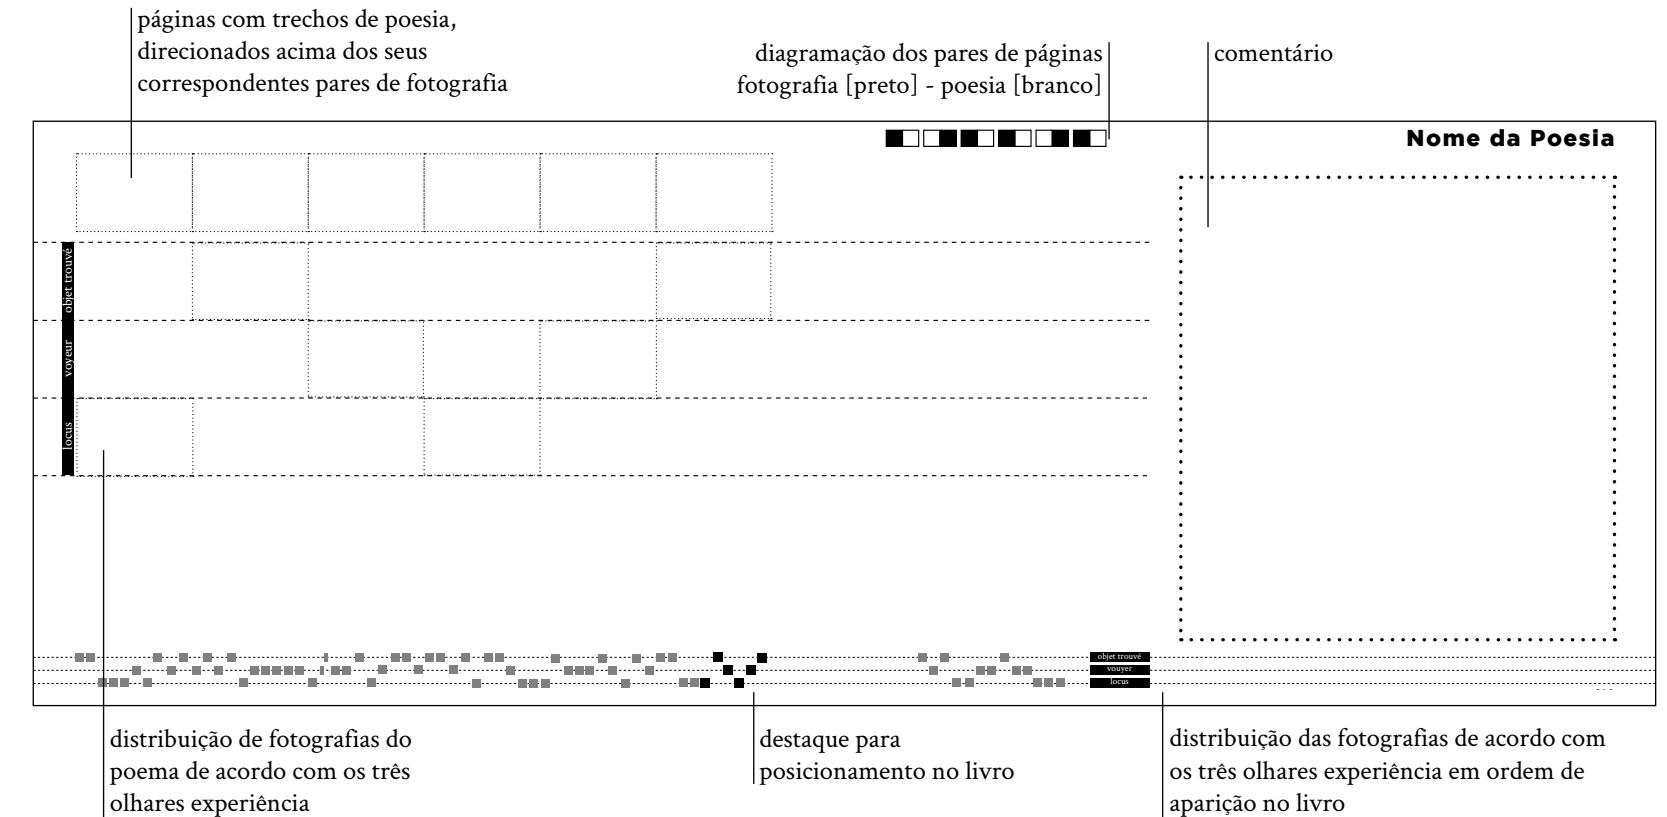 páginas com trechos de poesia,
direcionados acima dos seus
correspondentes pares de fotografia
diagramação dos pares de páginas
fotografia [preto] - poesia [branco]
comentário
Nome da Poesia
objet trouvé
voyeur
locus
objet trouvé
vouyer
locus
distribuição de fotografias do
poema de acordo com os três
olhares experiência
destaque para
posicionamento no livro
distribuição das fotografias de acordo com
os três olhares experiência em ordem de
aparição no livro